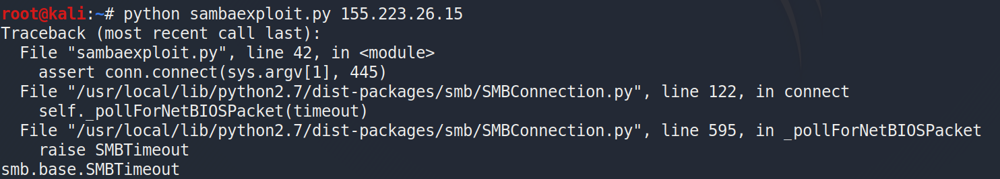 root@kali:~# python sambaexploit.py 155.223.26.15
Traceback (most recent call last):
  File "sambaexploit.py", line 42, in <module>
    assert conn.connect(sys.argv[1], 445)
  File "/usr/local/lib/python2.7/dist-packages/smb/SMBConnection.py", line 122, in connect
    self._pollForNetBIOSPacket(timeout)
  File "/usr/local/lib/python2.7/dist-packages/smb/SMBConnection.py", line 595, in _pollForNetBIOSPacket
    raise SMBTimeout
smb.base.SMBTimeout